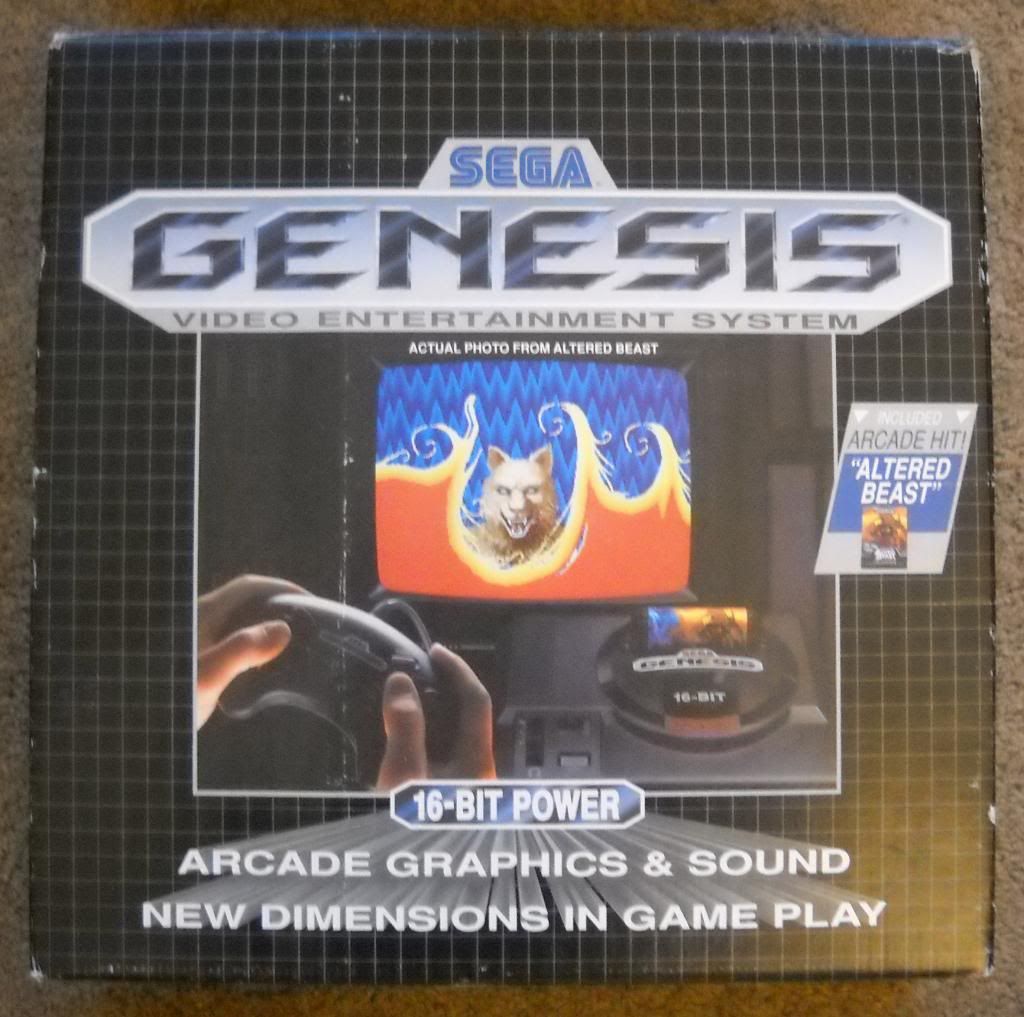 SEGA
GENESIS
VIDEO ENTERTAINMENT SYSTEM
ACTUAL PHOTO FROM ALTERED BEAST
INCLUDED
ARCADE HIT!
"ALTERED
BEAST"
SEGA
GENESIS
16-BIT
16-BIT POWER
ARCADE GRAPHICS & SOUND
NEW DIMENSIONS IN GAME PLAY